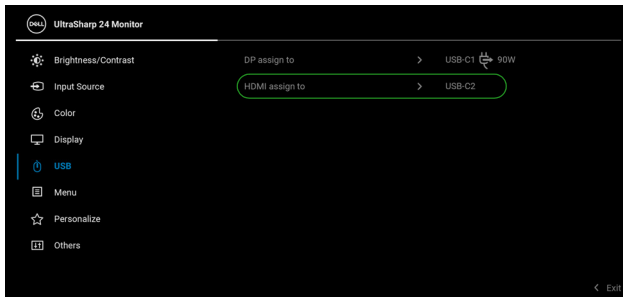 DELL UltraSharp 24 Monitor
Brightness/Contrast DP assign to > USB-C1 90W
Input Source HDMI assign to > USB-C2
Color
Display
USB
Menu
Personalize
Others
< Exit